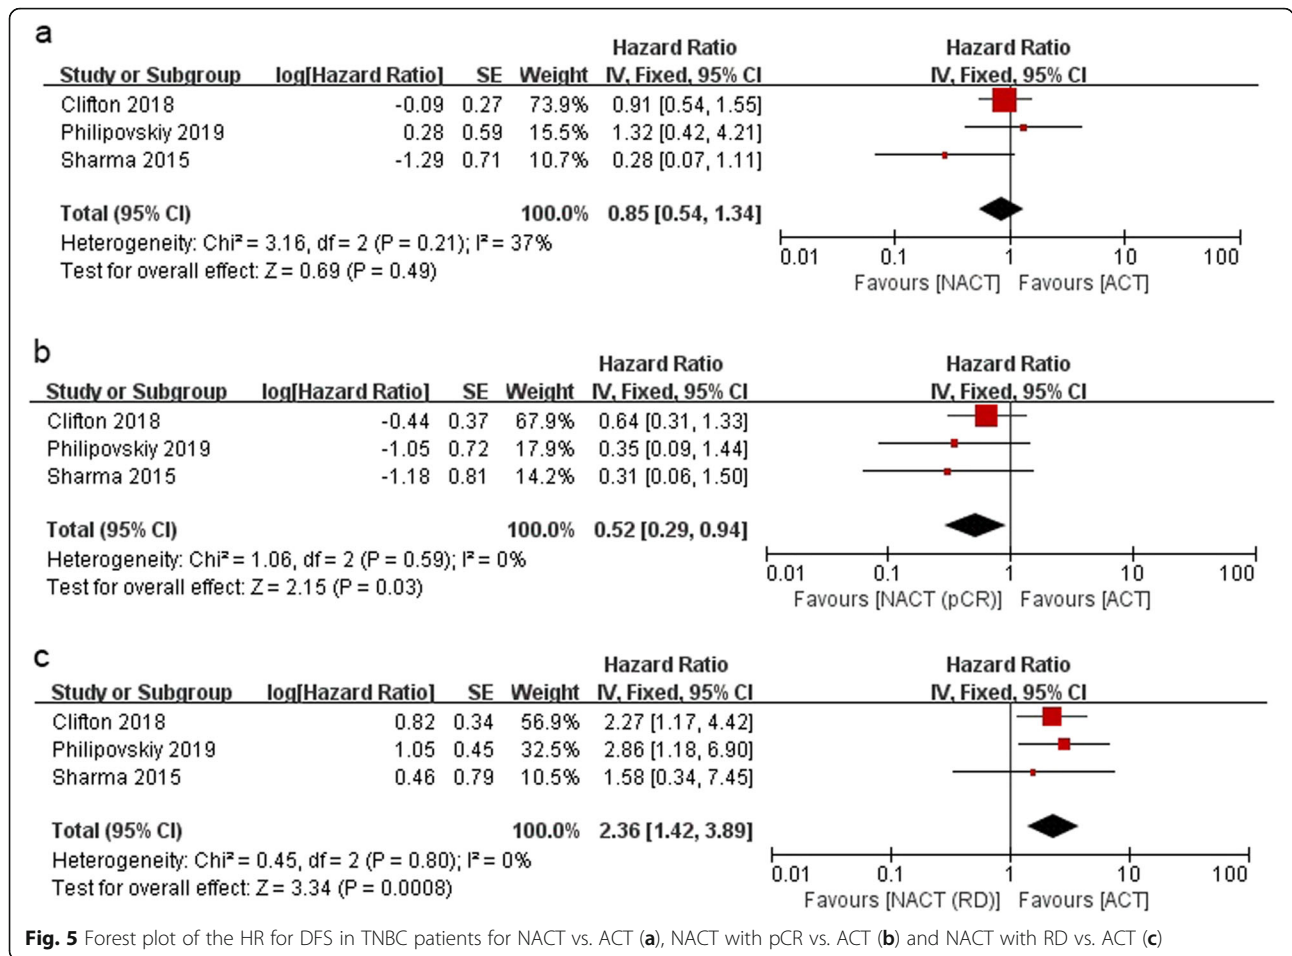 a
Hazard Ratio Hazard Ratio
Study or Subgroup log[Hazard Ratio] SE Weight IV, Fixed, 95% CI IV, Fixed, 95% CI
Clifton 2018 -0.09 0.27 73.9% 0.91 [0.54, 1.55]
Philipovskiy 2019 0.28 0.59 15.5% 1.32 [0.42, 4.21]
Sharma 2015 -1.29 0.71 10.7% 0.28 [0.07, 1.11]
Total (95% CI) 100.0% 0.85 [0.54, 1.34]
Heterogeneity: Chi² = 3.16, df = 2 (P = 0.21); I² = 37%
Test for overall effect: Z = 0.69 (P = 0.49)
0.01 0.1 1 10 100
Favours [NACT] Favours [ACT]
b
Hazard Ratio Hazard Ratio
Study or Subgroup log[Hazard Ratio] SE Weight IV, Fixed, 95% CI IV, Fixed, 95% CI
Clifton 2018 -0.44 0.37 67.9% 0.64 [0.31, 1.33]
Philipovskiy 2019 -1.05 0.72 17.9% 0.35 [0.09, 1.44]
Sharma 2015 -1.18 0.81 14.2% 0.31 [0.06, 1.50]
Total (95% CI) 100.0% 0.52 [0.29, 0.94]
Heterogeneity: Chi² = 1.06, df = 2 (P = 0.59); I² = 0%
Test for overall effect: Z = 2.15 (P = 0.03)
0.01 0.1 1 10 100
Favours [NACT (pCR)] Favours [ACT]
c
Hazard Ratio Hazard Ratio
Study or Subgroup log[Hazard Ratio] SE Weight IV, Fixed, 95% CI IV, Fixed, 95% CI
Clifton 2018 0.82 0.34 56.9% 2.27 [1.17, 4.42]
Philipovskiy 2019 1.05 0.45 32.5% 2.86 [1.18, 6.90]
Sharma 2015 0.46 0.79 10.5% 1.58 [0.34, 7.45]
Total (95% CI) 100.0% 2.36 [1.42, 3.89]
Heterogeneity: Chi² = 0.45, df = 2 (P = 0.80); I² = 0%
Test for overall effect: Z = 3.34 (P = 0.0008)
0.01 0.1 1 10 100
Favours [NACT (RD)] Favours [ACT]
Fig. 5 Forest plot of the HR for DFS in TNBC patients for NACT vs. ACT (a), NACT with pCR vs. ACT (b) and NACT with RD vs. ACT (c)